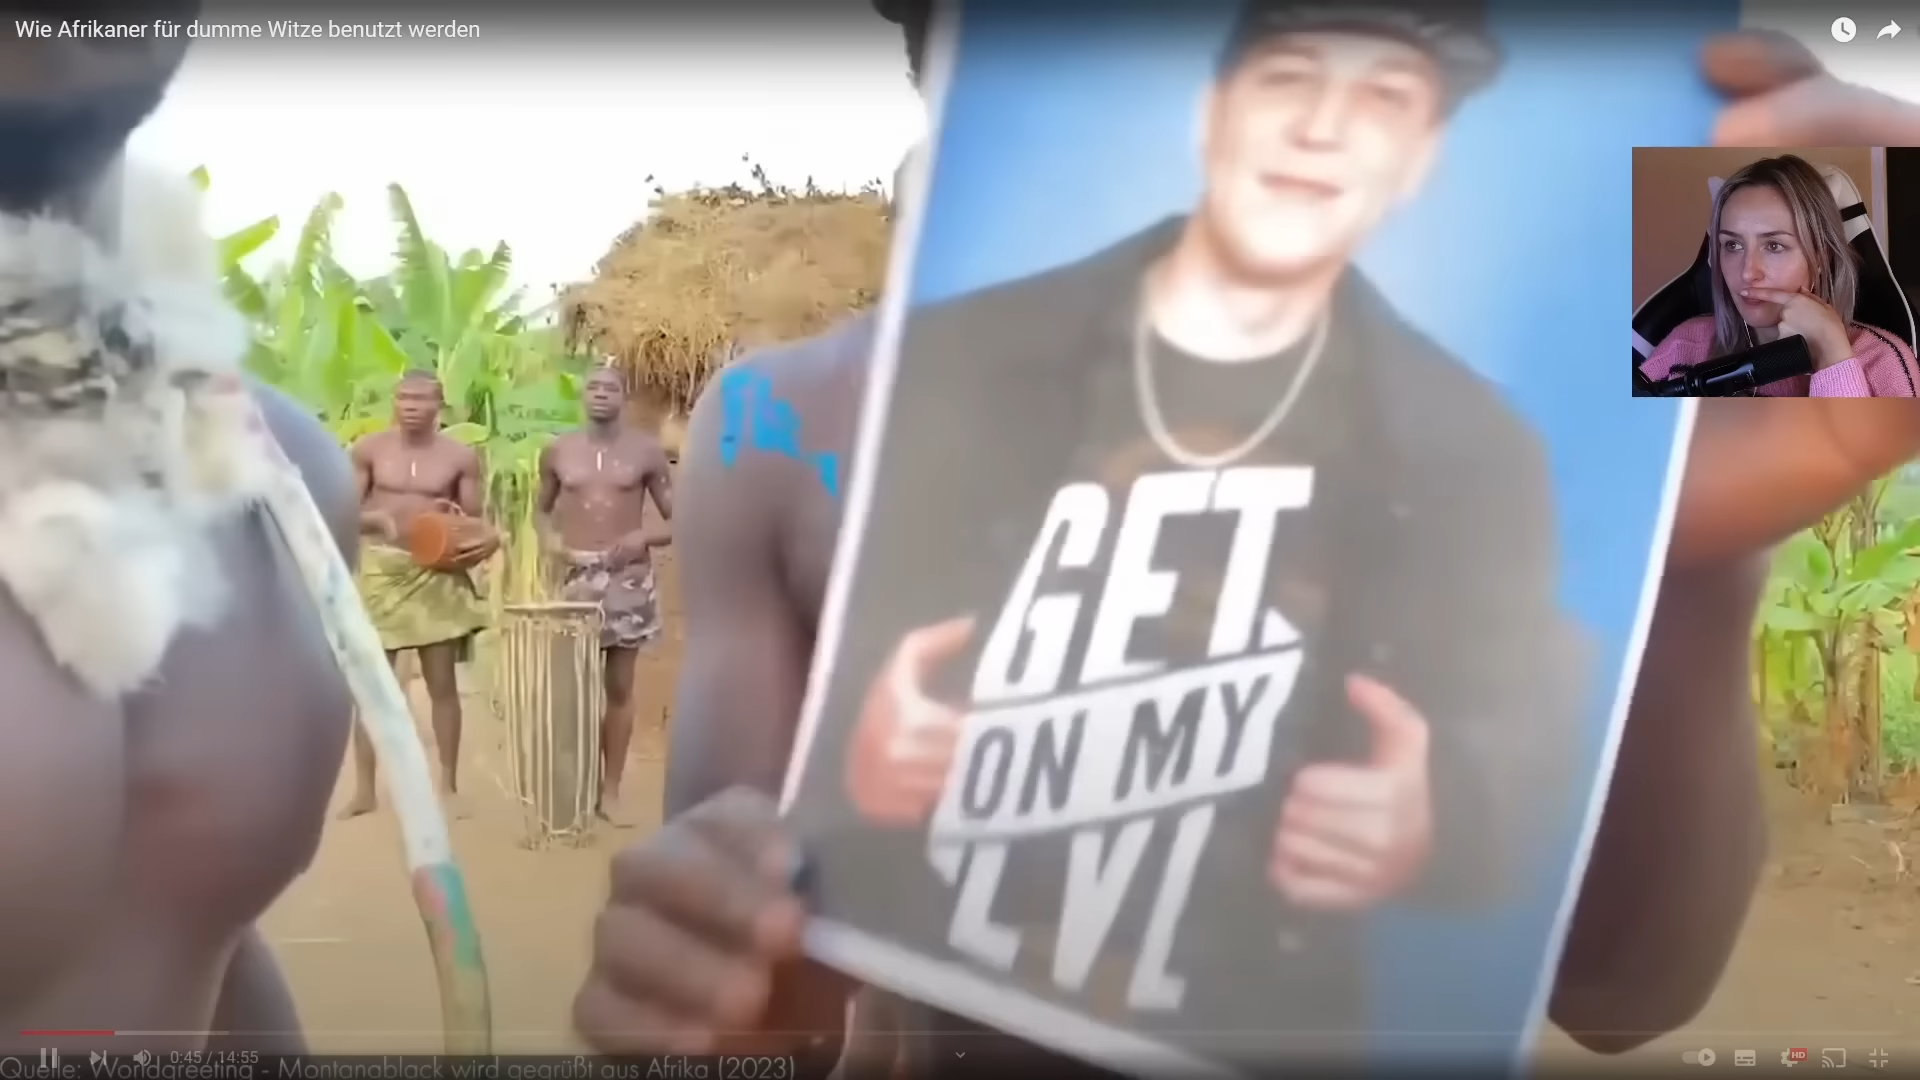 Wie Afrikaner für dumme Witze benutzt werden
GET
ON MY
LVL
0:45 / 14:55
HD
Quelle: Worldgreeting - Montanablack wird gegrüßt aus Afrika (2023)